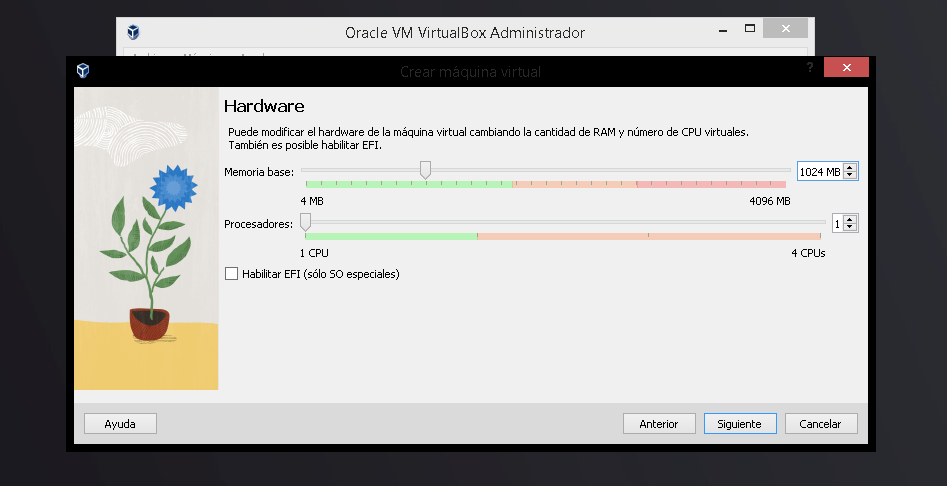 Oracle VM VirtualBox Administrador
Crear máquina virtual
?
Hardware
Puede modificar el hardware de la máquina virtual cambiando la cantidad de RAM y número de CPU virtuales.
También es posible habilitar EFI.
Memoria base:
1024 MB
4 MB
4096 MB
Procesadores:
1
1 CPU
4 CPUs
Habilitar EFI (sólo SO especiales)
Ayuda
Anterior
Siguiente
Cancelar